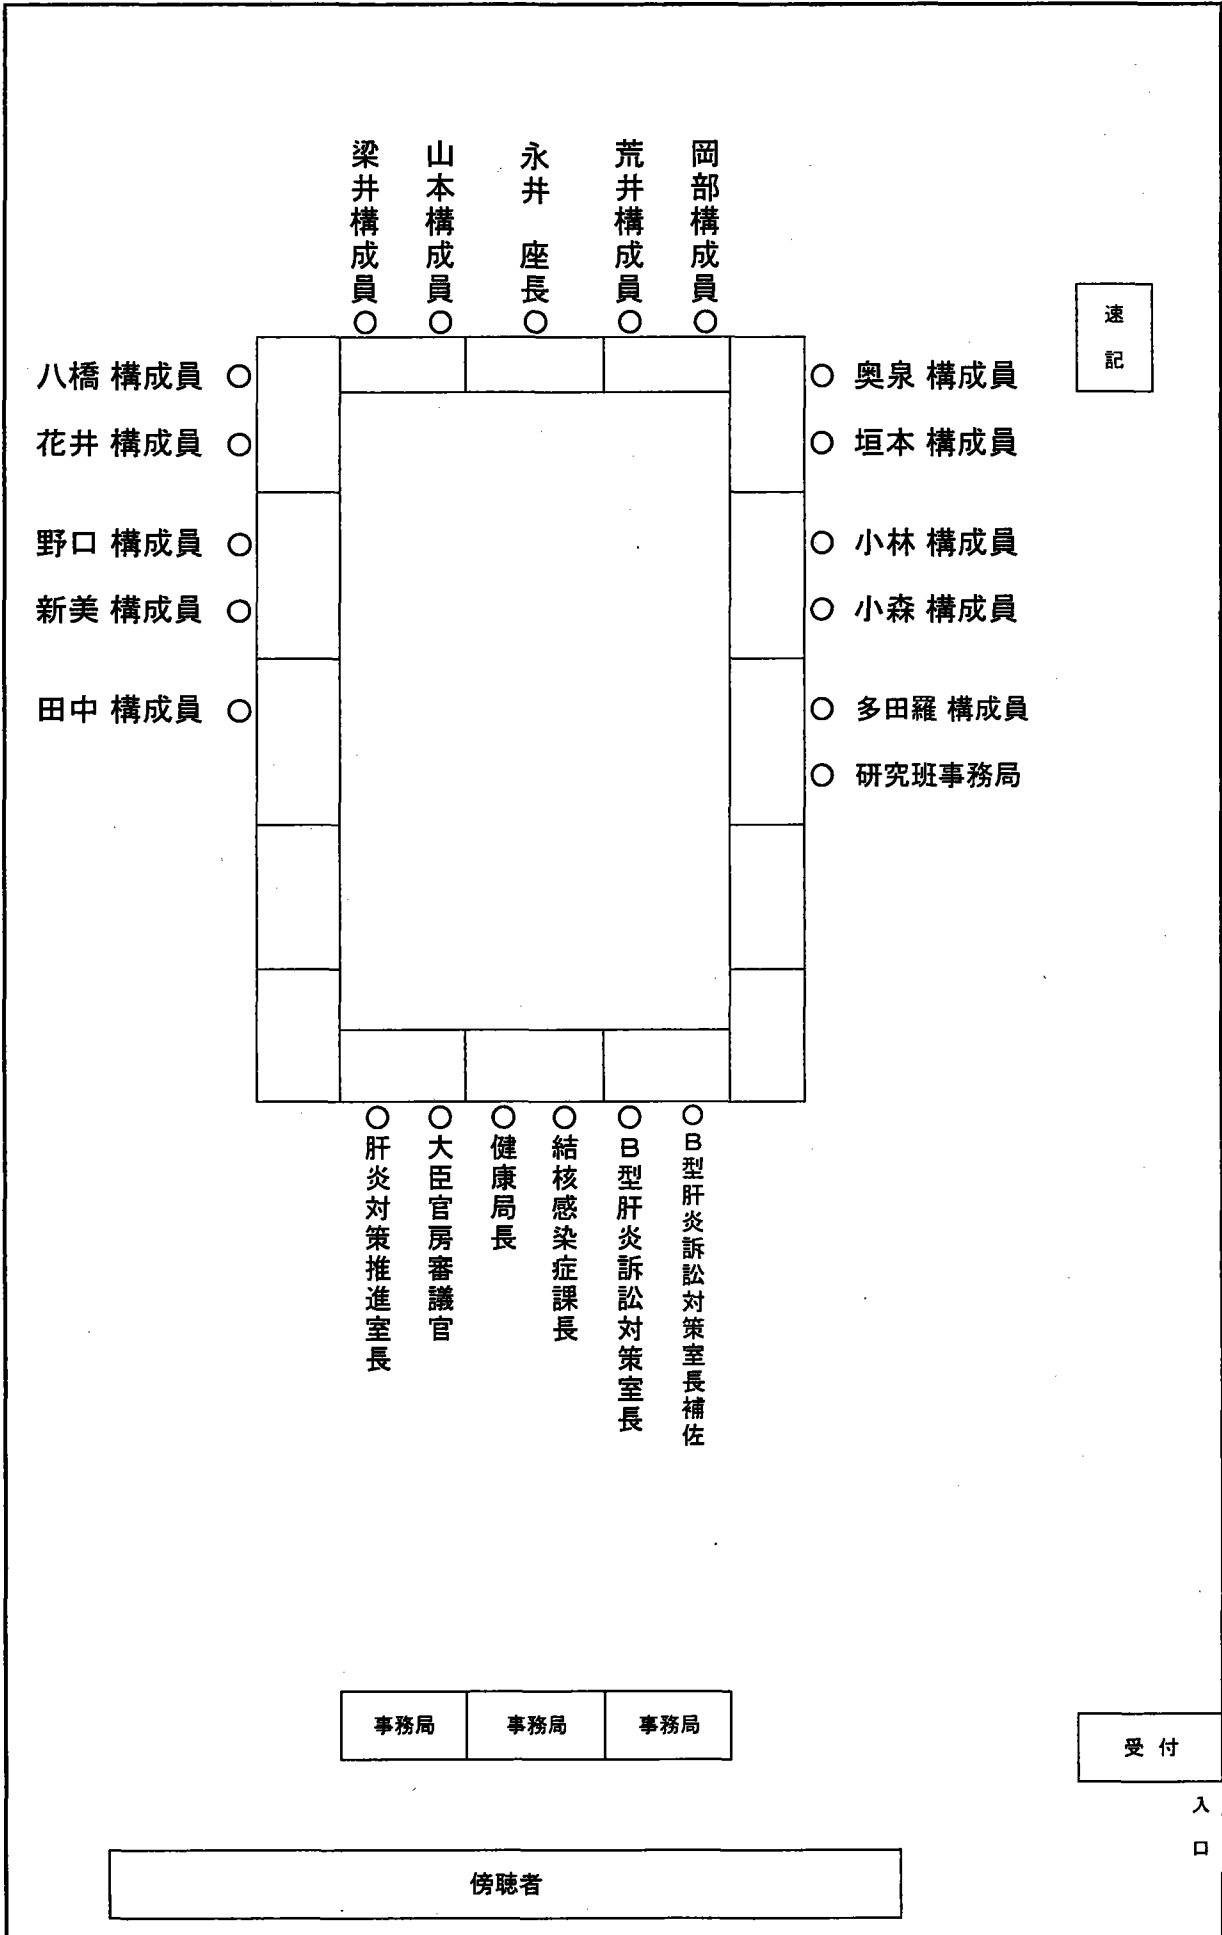 梁井構成員
山本構成員
永井 座長
荒井構成員
岡部構成員
速記
八橋 構成員
花井 構成員
野口 構成員
新美 構成員
田中 構成員
奥泉 構成員
垣本 構成員
小林 構成員
小森 構成員
多田羅 構成員
研究班事務局
肝炎対策推進室長
大臣官房審議官
健康局長
結核感染症課長
B型肝炎訴訟対策室長
B型肝炎訴訟対策室長補佐
事務局
事務局
事務局
受 付
入口
傍聴者